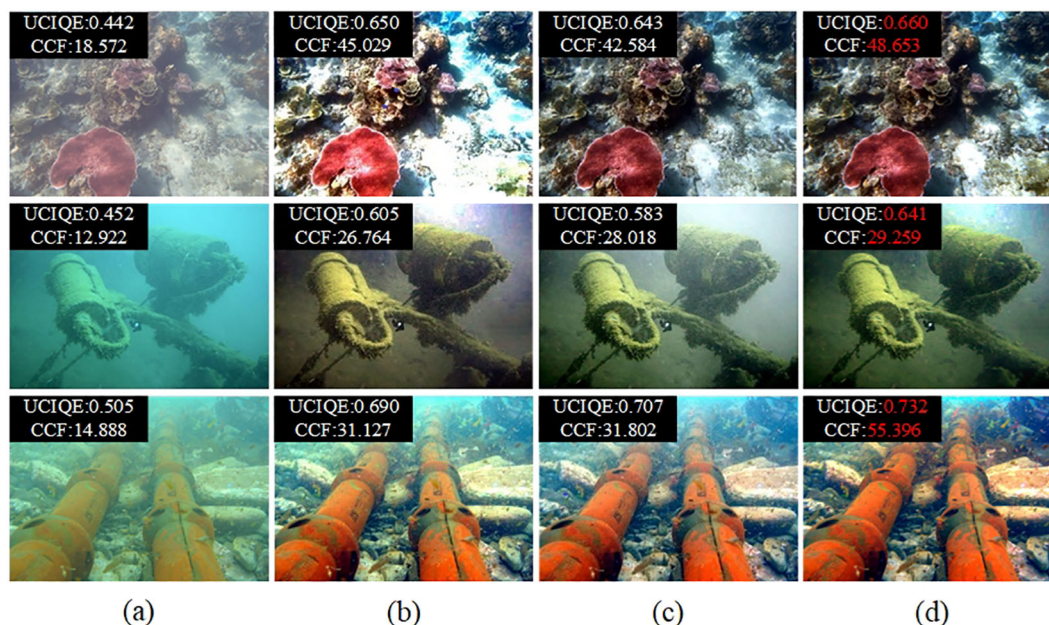 UCIQE:0.442
CCF:18.572
UCIQE:0.650
CCF:45.029
UCIQE:0.643
CCF:42.584
UCIQE:0.660
CCF:48.653
UCIQE:0.452
CCF:12.922
UCIQE:0.605
CCF:26.764
UCIQE:0.583
CCF:28.018
UCIQE:0.641
CCF:29.259
UCIQE:0.505
CCF:14.888
UCIQE:0.690
CCF:31.127
UCIQE:0.707
CCF:31.802
UCIQE:0.732
CCF:55.396
(a)
(b)
(c)
(d)